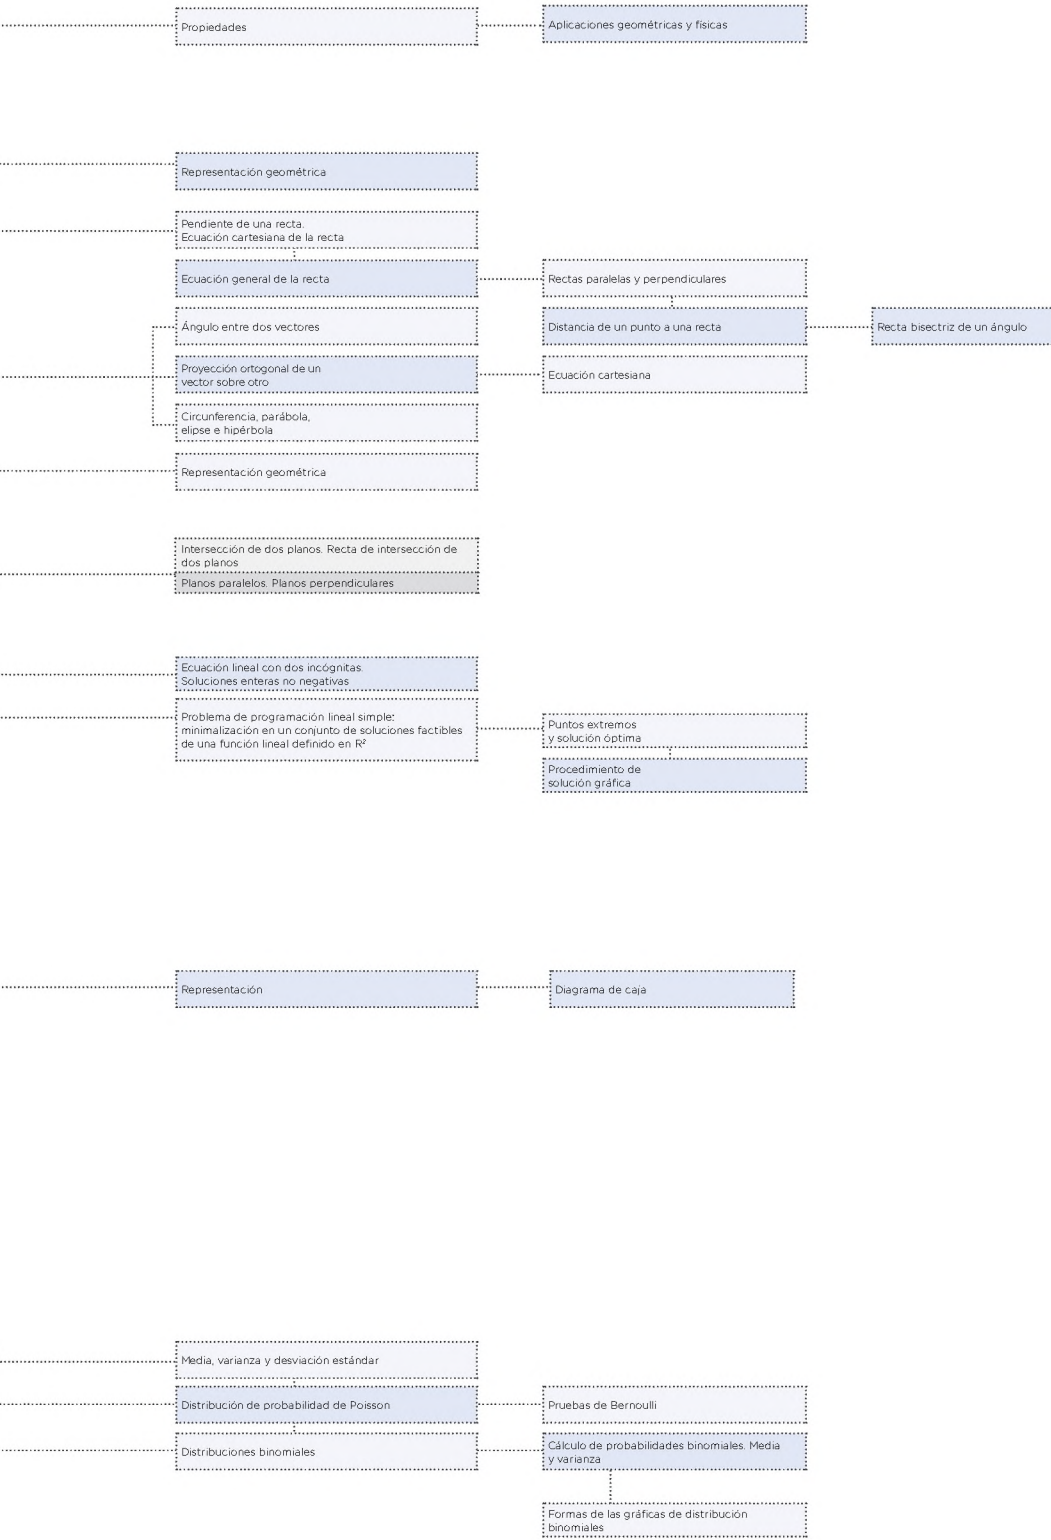 Propiedades
Aplicaciones geométricas y físicas
Representación geométrica
Pendiente de una recta.
Ecuación cartesiana de la recta
Ecuación general de la recta
Rectas paralelas y perpendiculares
Ángulo entre dos vectores
Distancia de un punto a una recta
Recta bisectriz de un ángulo
Proyección ortogonal de un
vector sobre otro
Ecuación cartesiana
Circunferencia, parábola,
elipse e hipérbola
Representación geométrica
Intersección de dos planos. Recta de intersección de
dos planos
Planos paralelos. Planos perpendiculares
Ecuación lineal con dos incógnitas.
Soluciones enteras no negativas
Problema de programación lineal simple:
minimalización en un conjunto de soluciones factibles
de una función lineal definido en R²
Puntos extremos
y solución óptima
Procedimiento de
solución gráfica
Representación
Diagrama de caja
Media, varianza y desviación estándar
Distribución de probabilidad de Poisson
Pruebas de Bernoulli
Distribuciones binomiales
Cálculo de probabilidades binomiales. Media
y varianza
Formas de las gráficas de distribución
binomiales